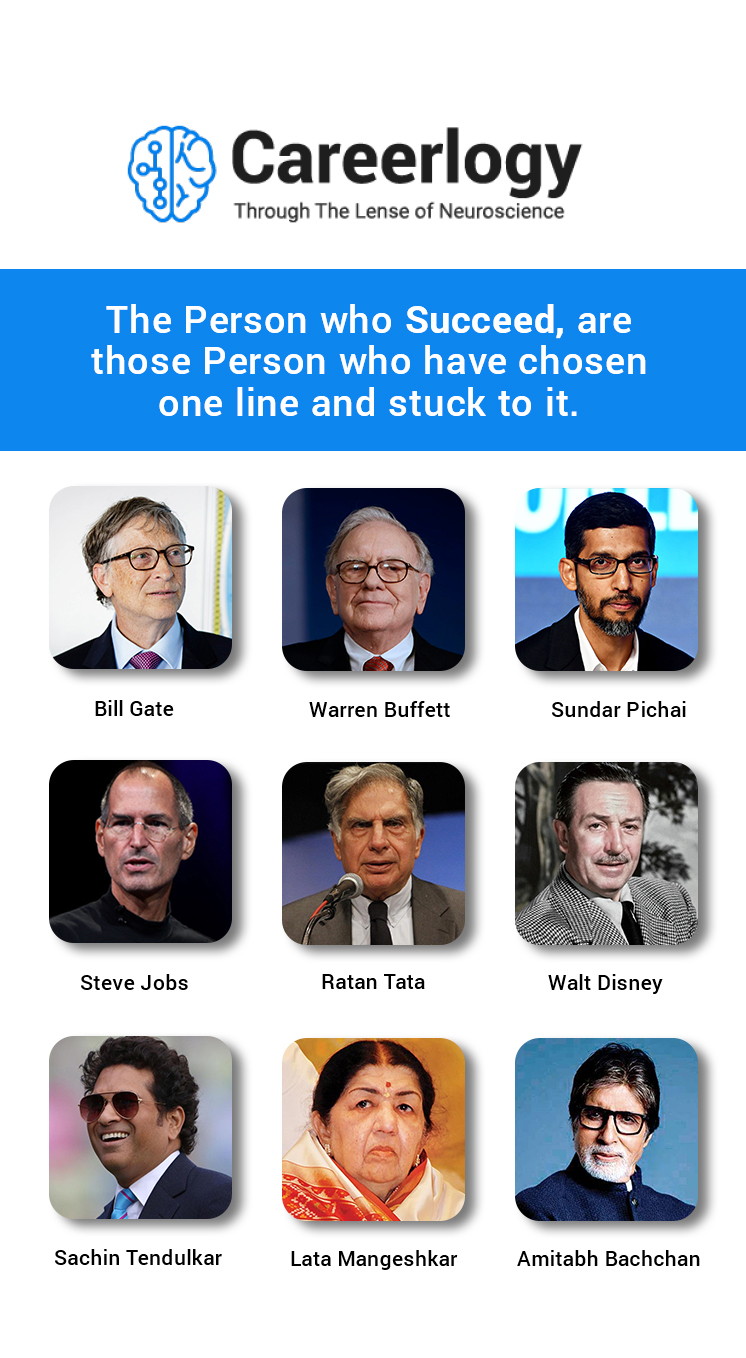 Careerlogy
Through The Lense of Neuroscience
The Person who Succeed, are
those Person who have chosen
one line and stuck to it.
Bill Gate
Warren Buffett
Sundar Pichai
Steve Jobs
Ratan Tata
Walt Disney
Sachin Tendulkar
Lata Mangeshkar
Amitabh Bachchan